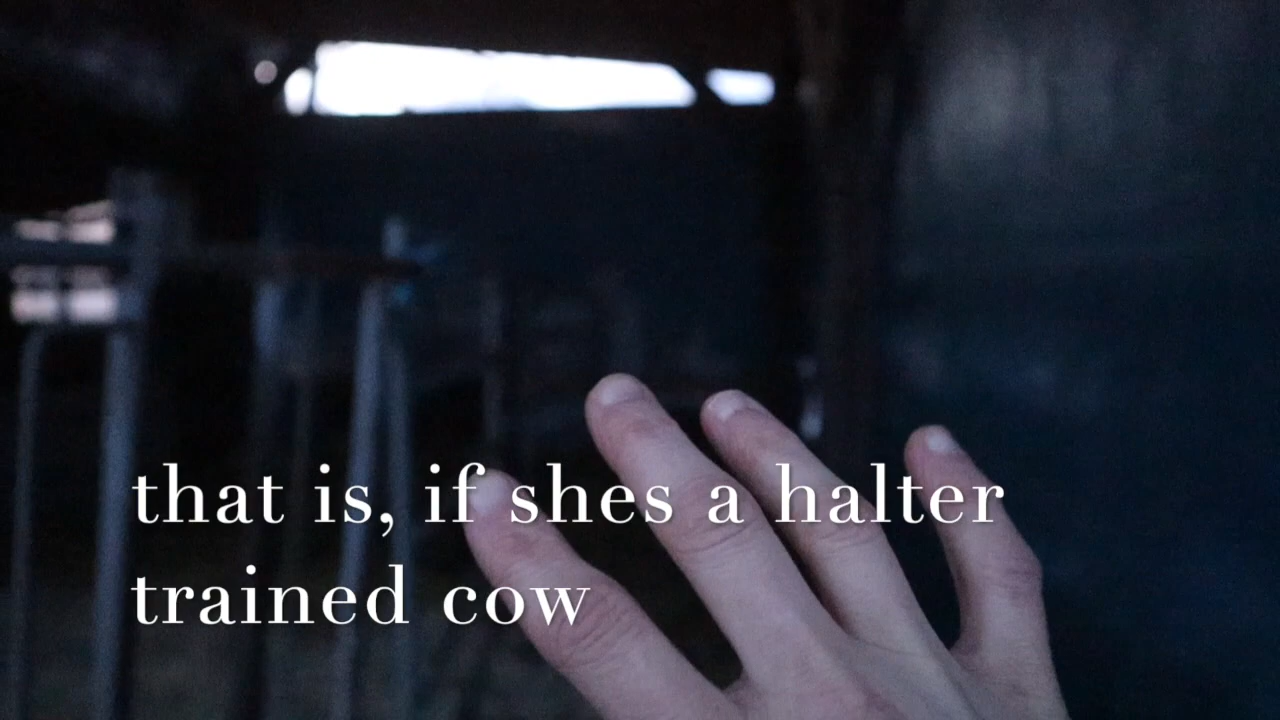 that is, if shes a halter
trained cow